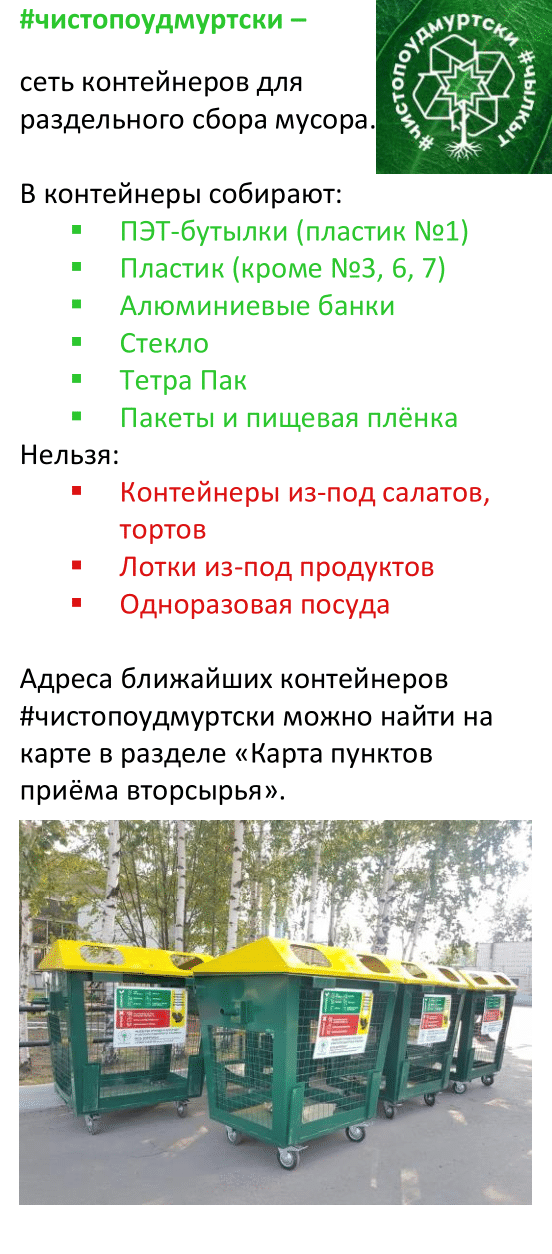 #чистопоудмуртски –
#чистопоудмуртски #чылкыт
сеть контейнеров для
раздельного сбора мусора.
В контейнеры собирают:
▪ ПЭТ-бутылки (пластик №1)
▪ Пластик (кроме №3, 6, 7)
▪ Алюминиевые банки
▪ Стекло
▪ Тетра Пак
▪ Пакеты и пищевая плёнка
Нельзя:
▪ Контейнеры из-под салатов,
тортов
▪ Лотки из-под продуктов
▪ Одноразовая посуда
Адреса ближайших контейнеров
#чистопоудмуртски можно найти на
карте в разделе «Карта пунктов
приёма вторсырья».